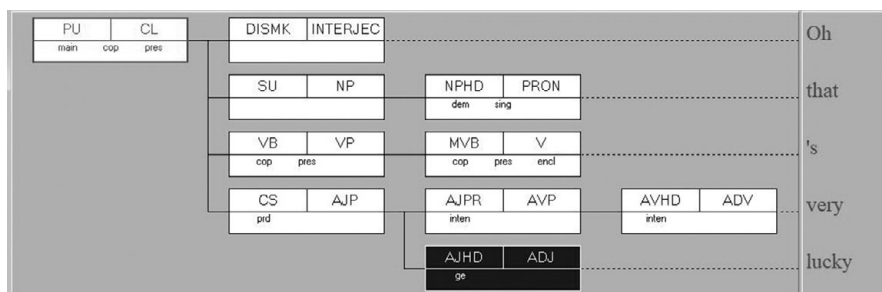 PU CL DISMK INTERJEC Oh
main cop pres
SU NP NPHD PRON that
dem sing
VB VP MVB V 's
cop pres cop pres encl
CS AJP AJPR AVP AVHD ADV very
prd inten inten
AJHD ADJ lucky
ge